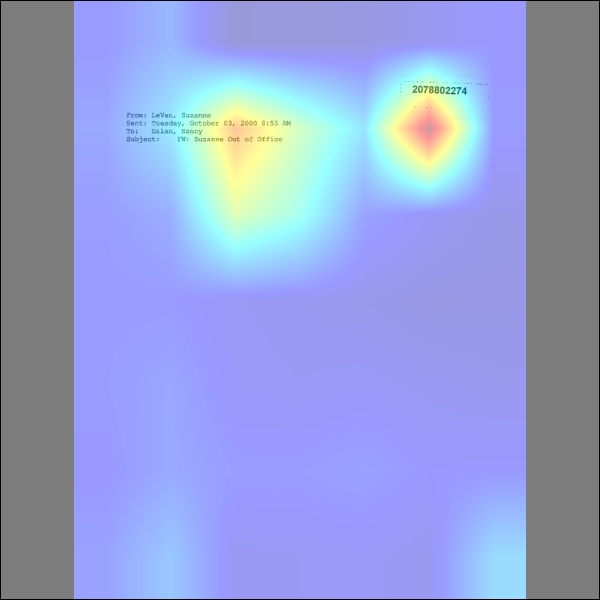 2078802274
From: LeVan, Suzanne
Sent: Tuesday, October 03, 2000 8:55 AM
To: Galan, Nancy
Subject: FW: Suzanne Out of Office